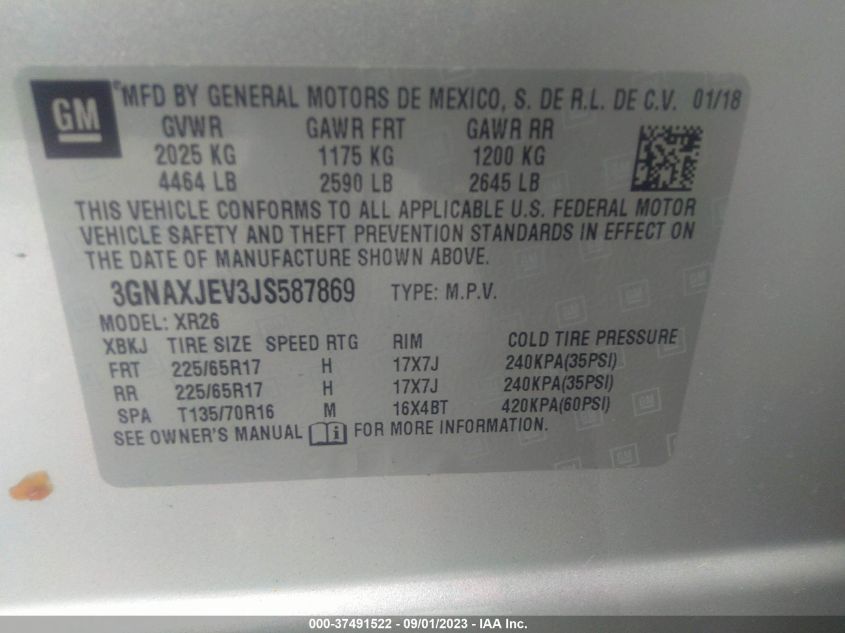 GM
MFD BY GENERAL MOTORS DE MEXICO, S. DE R.L. DE C.V. 01/18
GVWR GAWR FRT GAWR RR
2025 KG 1175 KG 1200 KG
4464 LB 2590 LB 2645 LB
THIS VEHICLE CONFORMS TO ALL APPLICABLE U.S. FEDERAL MOTOR
VEHICLE SAFETY AND THEFT PREVENTION STANDARDS IN EFFECT ON
THE DATE OF MANUFACTURE SHOWN ABOVE.
3GNAXJEV3JS587869 TYPE: M.P.V.
MODEL: XR26
XBKJ TIRE SIZE SPEED RTG RIM COLD TIRE PRESSURE
FRT 225/65R17 H 17X7J 240KPA(35PSI)
RR 225/65R17 H 17X7J 240KPA(35PSI)
SPA T135/70R16 M 16X4BT 420KPA(60PSI)
SEE OWNER'S MANUAL i FOR MORE INFORMATION.
000-37491522 - 09/01/2023 - IAA Inc.